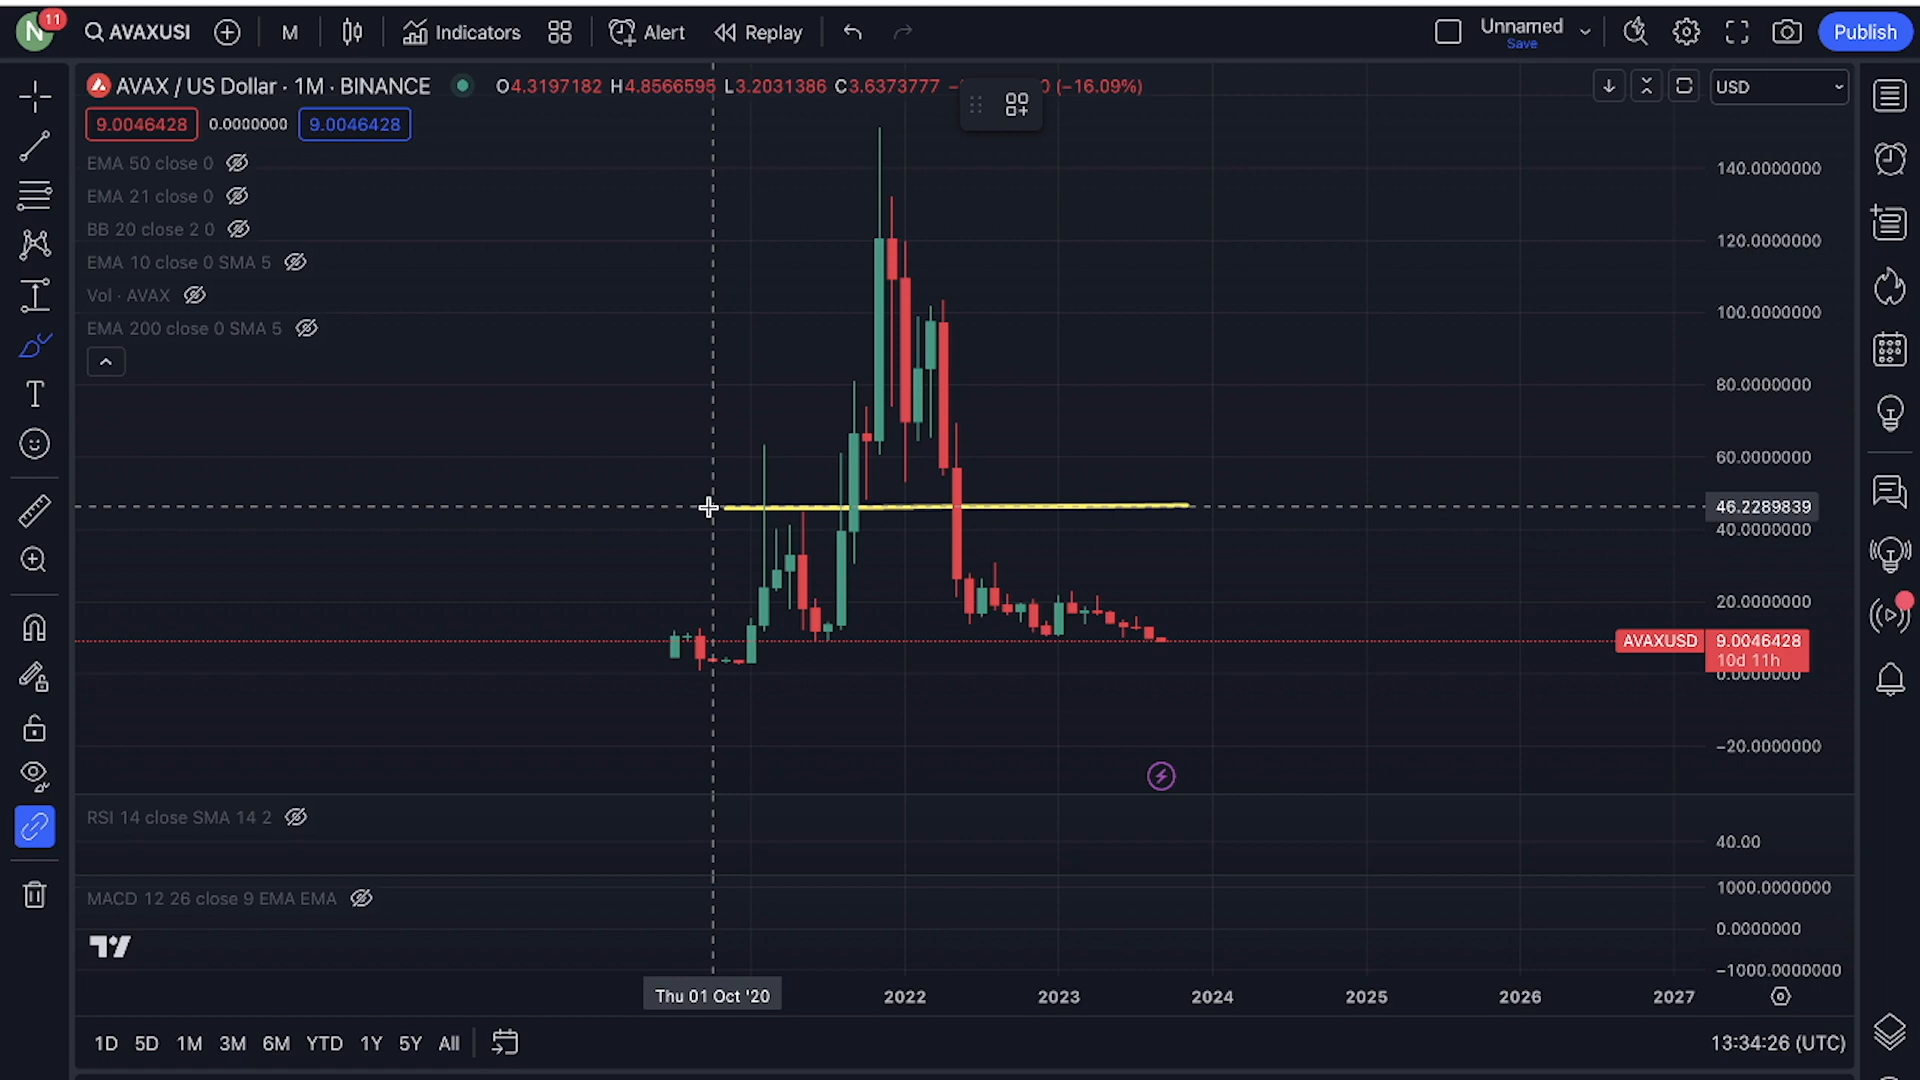 N 11 AVAXUSI M Indicators Alert Replay Unnamed Save Publish
AVAX / US Dollar · 1M · BINANCE O4.3197182 H4.8566595 L3.2031386 C3.6373777 (−16.09%) USD
9.0046428 0.0000000 9.0046428
EMA 50 close 0
EMA 21 close 0
BB 20 close 2 0
EMA 10 close 0 SMA 5
Vol · AVAX
EMA 200 close 0 SMA 5
140.0000000
120.0000000
100.0000000
80.0000000
60.0000000
46.2289839
40.0000000
20.0000000
AVAXUSD 9.0046428
10d 11h
0.0000000
−20.0000000
RSI 14 close SMA 14 2
40.00
MACD 12 26 close 9 EMA EMA
1000.0000000
0.0000000
−1000.0000000
Thu 01 Oct '20 2022 2023 2024 2025 2026 2027
1D 5D 1M 3M 6M YTD 1Y 5Y All 13:34:26 (UTC)